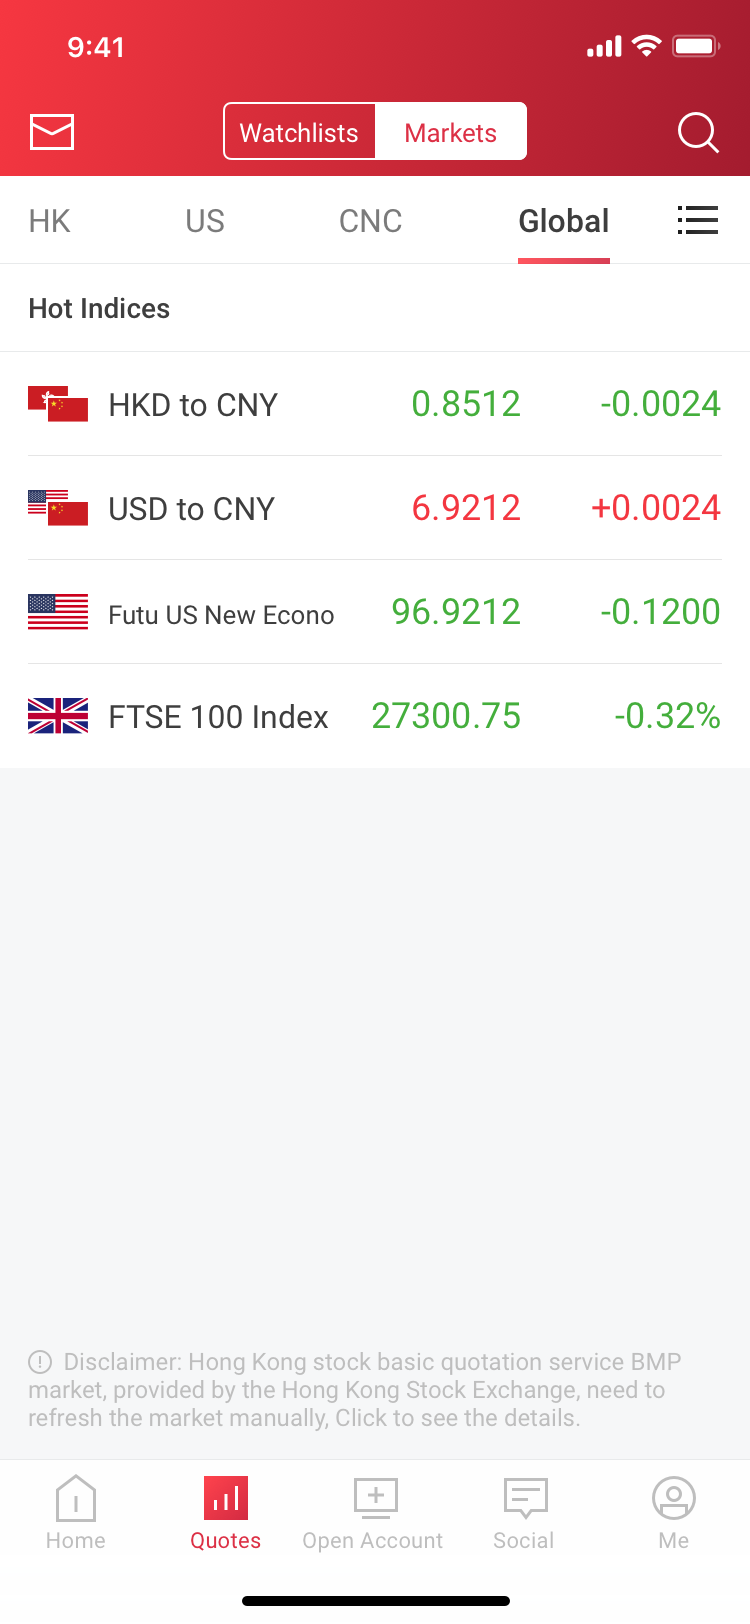 9:41
Watchlists Markets
HK US CNC Global
Hot Indices
HKD to CNY 0.8512 -0.0024
USD to CNY 6.9212 +0.0024
Futu US New Econo 96.9212 -0.1200
FTSE 100 Index 27300.75 -0.32%
Disclaimer: Hong Kong stock basic quotation service BMP
market, provided by the Hong Kong Stock Exchange, need to
refresh the market manually, Click to see the details.
Home Quotes Open Account Social Me